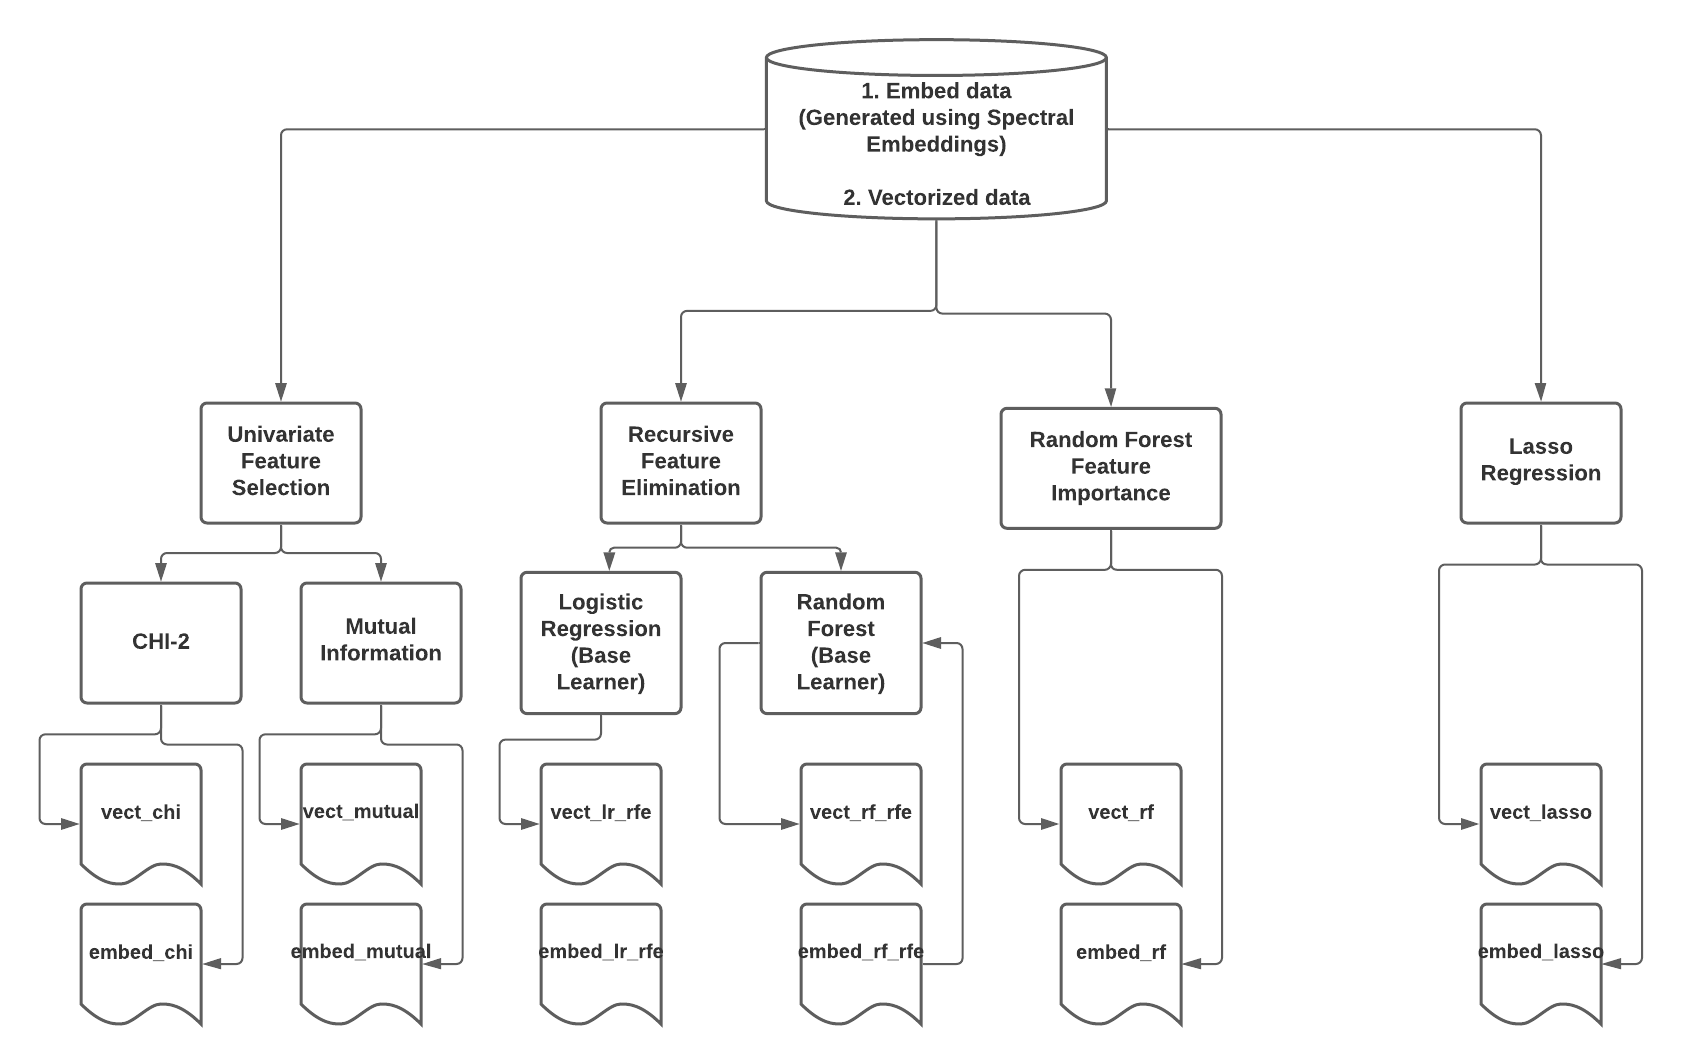 1. Embed data
(Generated using Spectral
Embeddings)
2. Vectorized data
Univariate
Feature
Selection
Recursive
Feature
Elimination
Random Forest
Feature
Importance
Lasso
Regression
CHI-2
Mutual
Information
Logistic
Regression
(Base
Learner)
Random
Forest
(Base
Learner)
vect_chi
vect_mutual
vect_lr_rfe
vect_rf_rfe
vect_rf
vect_lasso
embed_chi
embed_mutual
embed_lr_rfe
embed_rf_rfe
embed_rf
embed_lasso